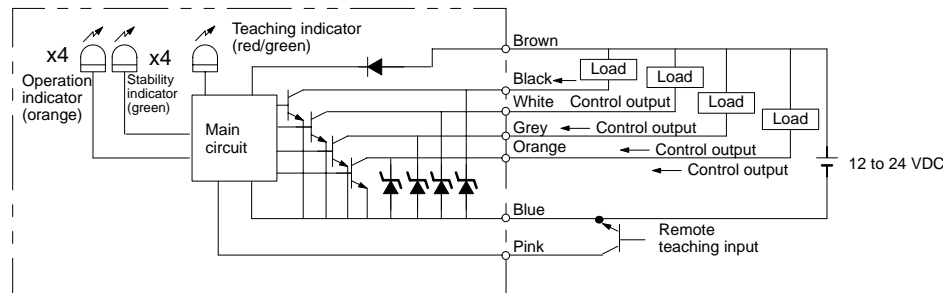 x4
Operation
indicator
(orange)
Stability
indicator
(green)
x4
Teaching indicator
(red/green)
Main
circuit
Brown
Black
White
Grey
Orange
Blue
Pink
Load
Load
Load
Load
Control output
Control output
Control output
Control output
12 to 24 VDC
Remote
teaching input